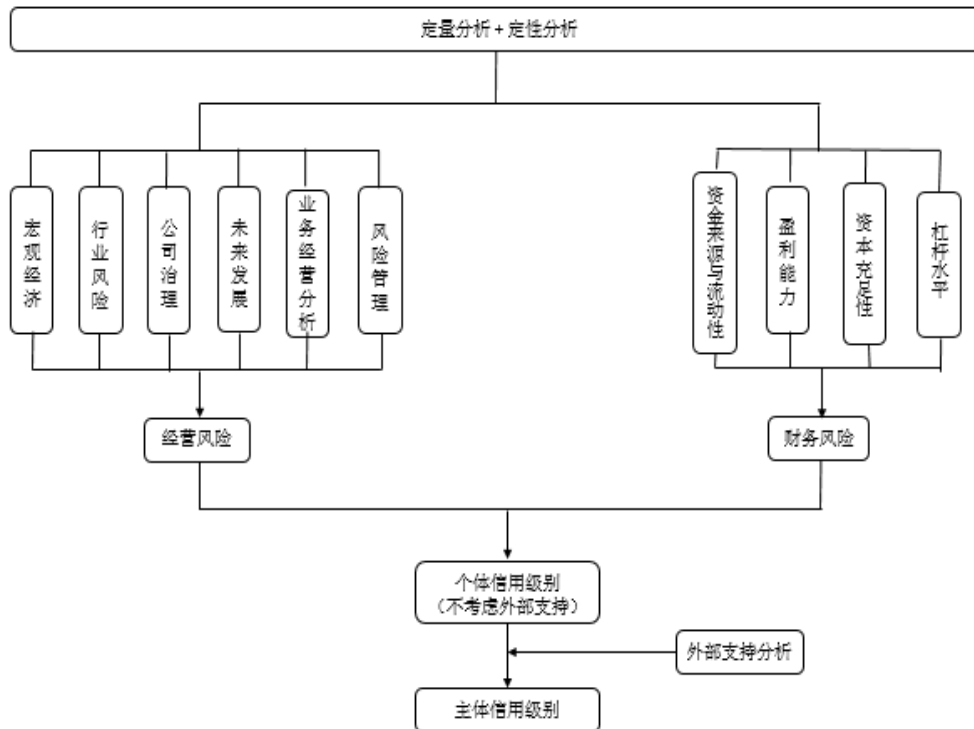 定量分析＋定性分析
宏观经济
行业风险
公司治理
未来发展
业务经营分析
风险管理
资金来源与流动性
盈利能力
资本充足性
杠杆水平
经营风险
财务风险
个体信用级别
（不考虑外部支持）
外部支持分析
主体信用级别